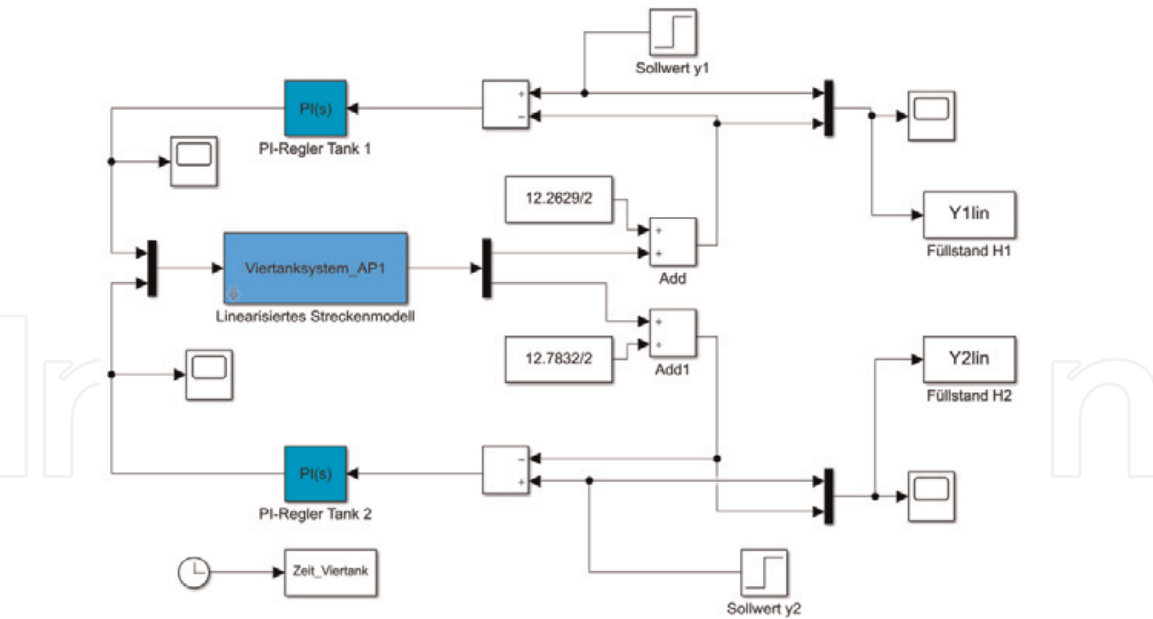 Sollwert y1
PI(s)
+
−
PI-Regler Tank 1
12.2629/2
+
+
Add
Y1lin
Füllstand H1
Viertanksystem_AP1
Linearisiertes Streckenmodell
12.7832/2
+
+
Add1
Y2lin
Füllstand H2
PI(s)
−
+
PI-Regler Tank 2
Zeit_Viertank
Sollwert y2